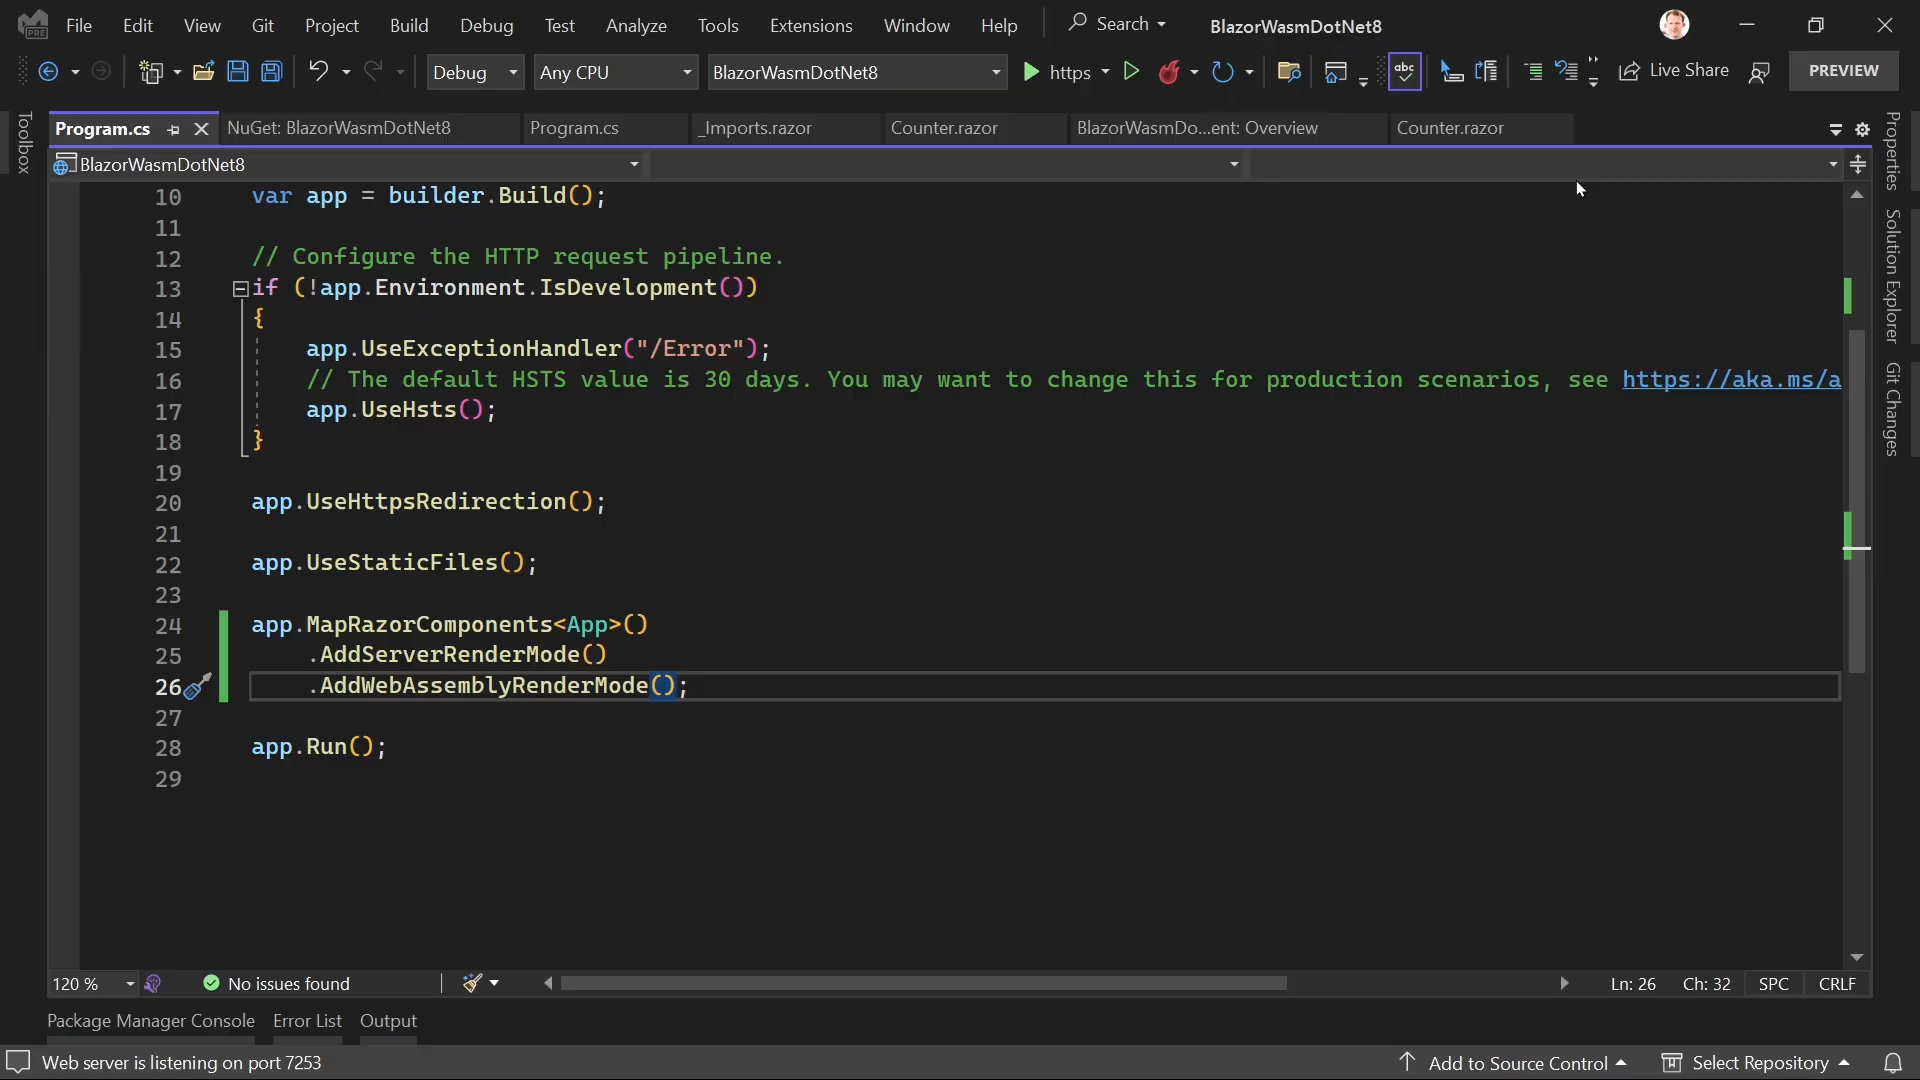 PRE
File Edit View Git Project Build Debug Test Analyze Tools Extensions Window Help Search BlazorWasmDotNet8
Debug Any CPU BlazorWasmDotNet8 https abc Live Share PREVIEW
Toolbox
Program.cs NuGet: BlazorWasmDotNet8 Program.cs _Imports.razor Counter.razor BlazorWasmDo...ent: Overview Counter.razor
BlazorWasmDotNet8
Properties
Solution Explorer
Git Changes
10 var app = builder.Build();
11
12 // Configure the HTTP request pipeline.
13 if (!app.Environment.IsDevelopment())
14 {
15 app.UseExceptionHandler("/Error");
16 // The default HSTS value is 30 days. You may want to change this for production scenarios, see https://aka.ms/a
17 app.UseHsts();
18 }
19
20 app.UseHttpsRedirection();
21
22 app.UseStaticFiles();
23
24 app.MapRazorComponents<App>()
25 .AddServerRenderMode()
26 .AddWebAssemblyRenderMode();
27
28 app.Run();
29
120 % No issues found Ln: 26 Ch: 32 SPC CRLF
Package Manager Console Error List Output
Web server is listening on port 7253 Add to Source Control Select Repository